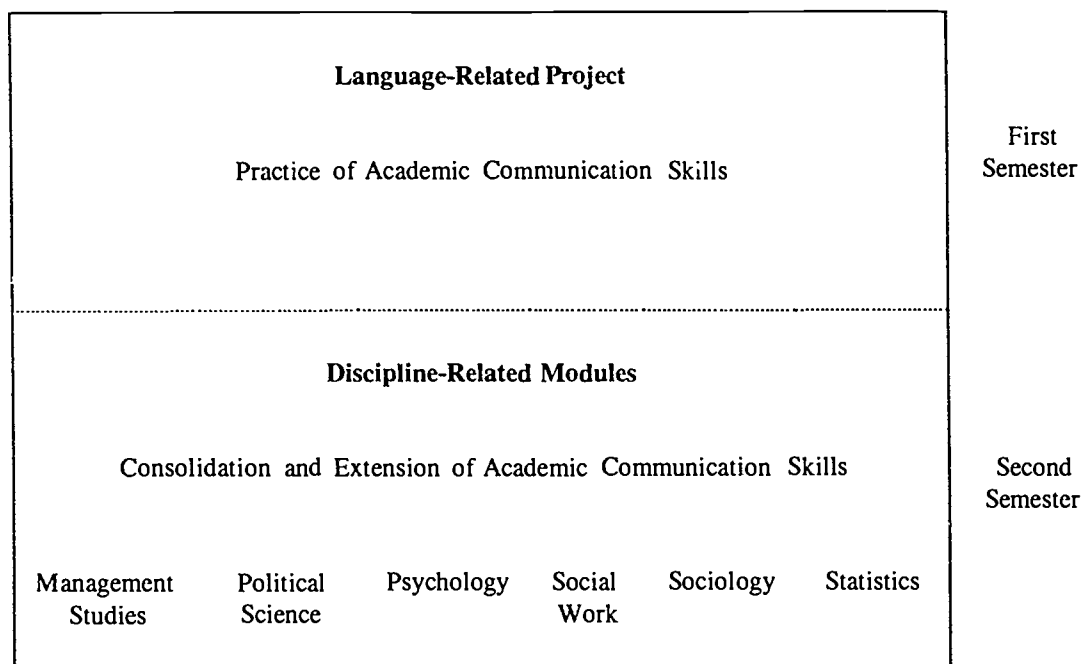 Language-Related Project
Practice of Academic Communication Skills
First
Semester
Discipline-Related Modules
Consolidation and Extension of Academic Communication Skills
Second
Semester
Management Political Psychology Social Sociology Statistics
Studies Science Work